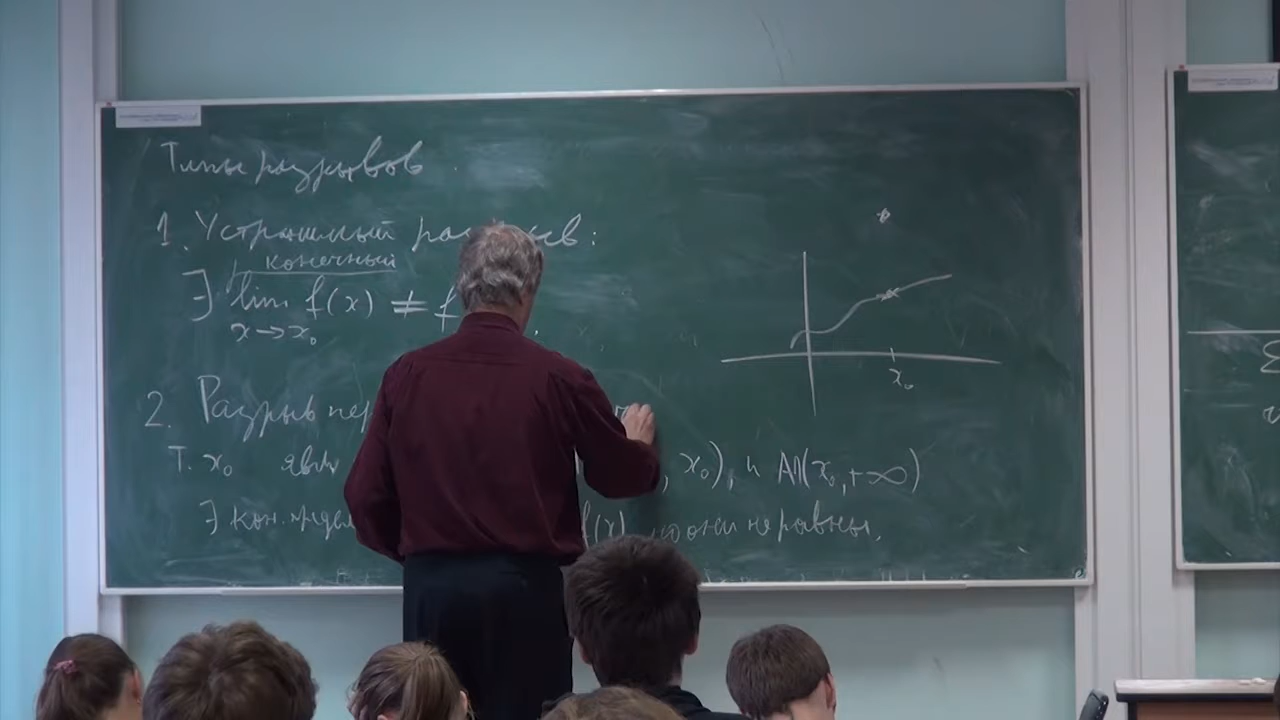 Типы разрывов.
1. Устранимый разрыв:
конечный
∃ lim f(x) ≠ f
x→x₀
x₀
2. Разрыв пер
т. x₀ явл , x₀), и A∩(x₀,+∞)
∃ кон. предел f(x), но они не равны.